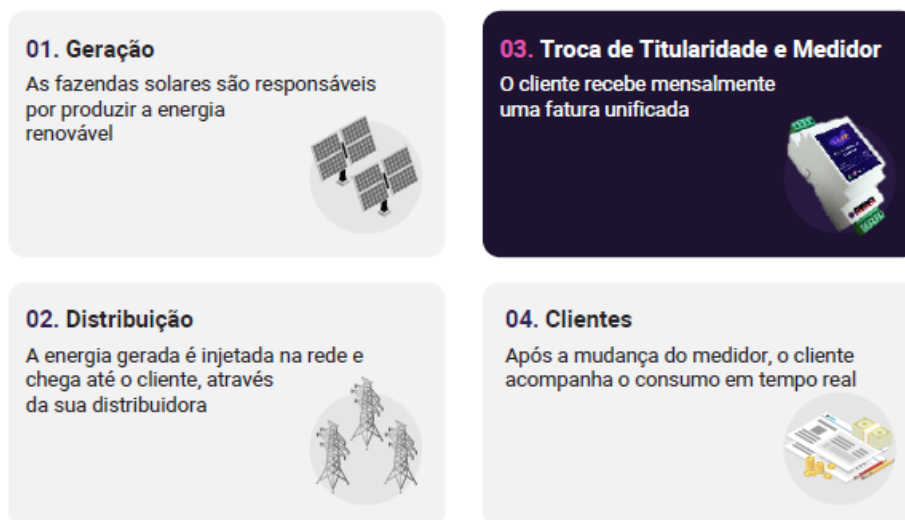 01. Geração
As fazendas solares são responsáveis
por produzir a energia
renovável
02. Distribuição
A energia gerada é injetada na rede e
chega até o cliente, através
da sua distribuidora
03. Troca de Titularidade e Medidor
O cliente recebe mensalmente
uma fatura unificada
04. Clientes
Após a mudança do medidor, o cliente
acompanha o consumo em tempo real